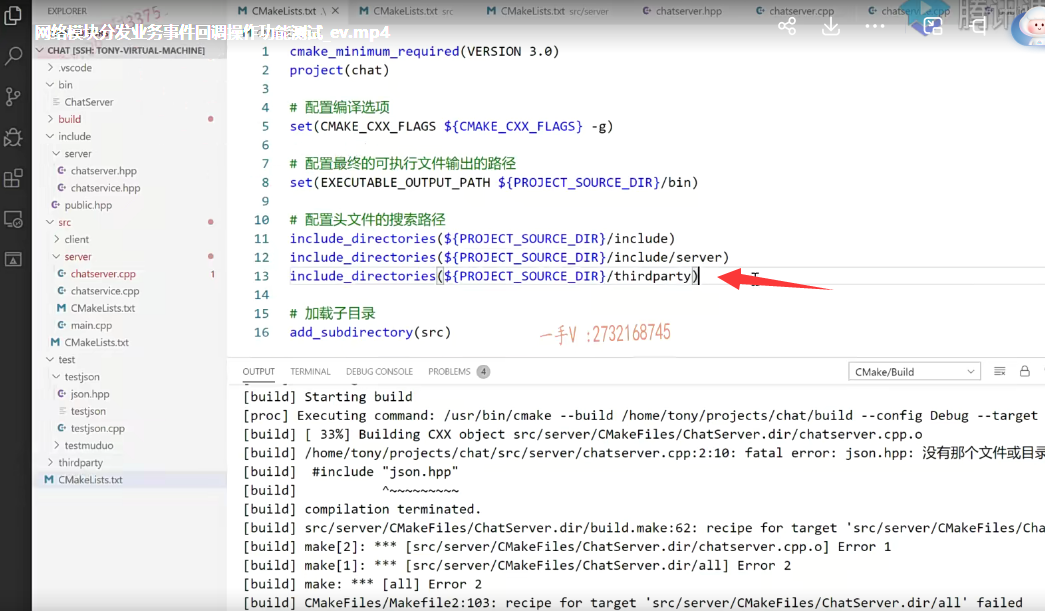 EXPLORER
CMakeLists.txt .\
CMakeLists.txt src
CMakeLists.txt src/server
chatserver.hpp
chatserver.cpp
网络模块分发业务事件回调操作功能测试_ev.mp4
CHAT [SSH: TONY-VIRTUAL-MACHINE]
.vscode
bin
ChatServer
build
include
server
chatserver.hpp
chatservice.hpp
public.hpp
src
client
server
chatserver.cpp 1
chatservice.cpp
CMakeLists.txt
main.cpp
CMakeLists.txt
test
testjson
json.hpp
testjson
testjson.cpp
testmuduo
thirdparty
CMakeLists.txt
1 cmake_minimum_required(VERSION 3.0)
2 project(chat)
3
4 # 配置编译选项
5 set(CMAKE_CXX_FLAGS ${CMAKE_CXX_FLAGS} -g)
6
7 # 配置最终的可执行文件输出的路径
8 set(EXECUTABLE_OUTPUT_PATH ${PROJECT_SOURCE_DIR}/bin)
9
10 # 配置头文件的搜索路径
11 include_directories(${PROJECT_SOURCE_DIR}/include)
12 include_directories(${PROJECT_SOURCE_DIR}/include/server)
13 include_directories(${PROJECT_SOURCE_DIR}/thirdparty)
14
15 # 加载子目录
16 add_subdirectory(src)
一手V :2732168745
OUTPUT TERMINAL DEBUG CONSOLE PROBLEMS 4 CMake/Build
[build] Starting build
[proc] Executing command: /usr/bin/cmake --build /home/tony/projects/chat/build --config Debug --target
[build] [ 33%] Building CXX object src/server/CMakeFiles/ChatServer.dir/chatserver.cpp.o
[build] /home/tony/projects/chat/src/server/chatserver.cpp:2:10: fatal error: json.hpp: 没有那个文件或目录
[build] #include "json.hpp"
[build] ^~~~~~~~~~
[build] compilation terminated.
[build] src/server/CMakeFiles/ChatServer.dir/build.make:62: recipe for target 'src/server/CMakeFiles/Cha
[build] make[2]: *** [src/server/CMakeFiles/ChatServer.dir/chatserver.cpp.o] Error 1
[build] make[1]: *** [src/server/CMakeFiles/ChatServer.dir/all] Error 2
[build] make: *** [all] Error 2
[build] CMakeFiles/Makefile2:103: recipe for target 'src/server/CMakeFiles/ChatServer.dir/all' failed